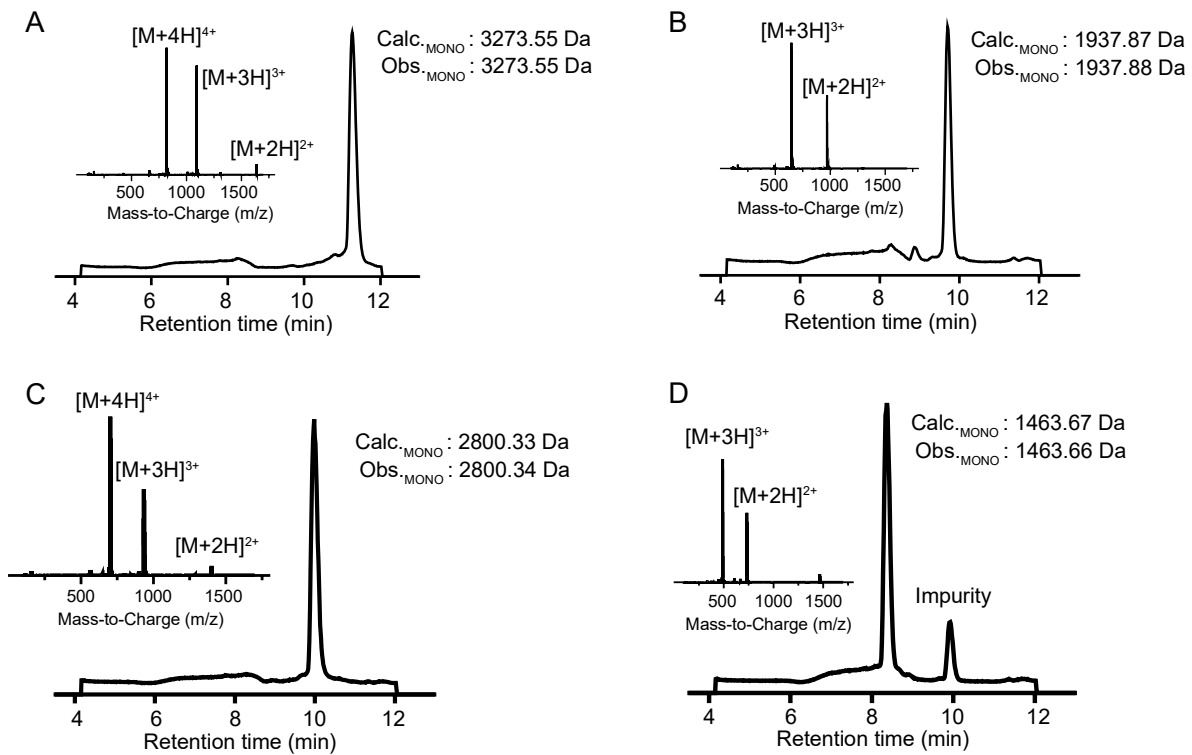 A
[M+4H]⁴⁺
[M+3H]³⁺
[M+2H]²⁺
500 1000 1500
Mass-to-Charge (m/z)
Calc.MONO : 3273.55 Da
Obs.MONO : 3273.55 Da
4 6 8 10 12
Retention time (min)
B
[M+3H]³⁺
[M+2H]²⁺
500 1000 1500
Mass-to-Charge (m/z)
Calc.MONO : 1937.87 Da
Obs.MONO : 1937.88 Da
4 6 8 10 12
Retention time (min)
C
[M+4H]⁴⁺
[M+3H]³⁺
[M+2H]²⁺
500 1000 1500
Mass-to-Charge (m/z)
Calc.MONO : 2800.33 Da
Obs.MONO : 2800.34 Da
4 6 8 10 12
Retention time (min)
D
[M+3H]³⁺
[M+2H]²⁺
500 1000 1500
Mass-to-Charge (m/z)
Calc.MONO : 1463.67 Da
Obs.MONO : 1463.66 Da
Impurity
4 6 8 10 12
Retention time (min)